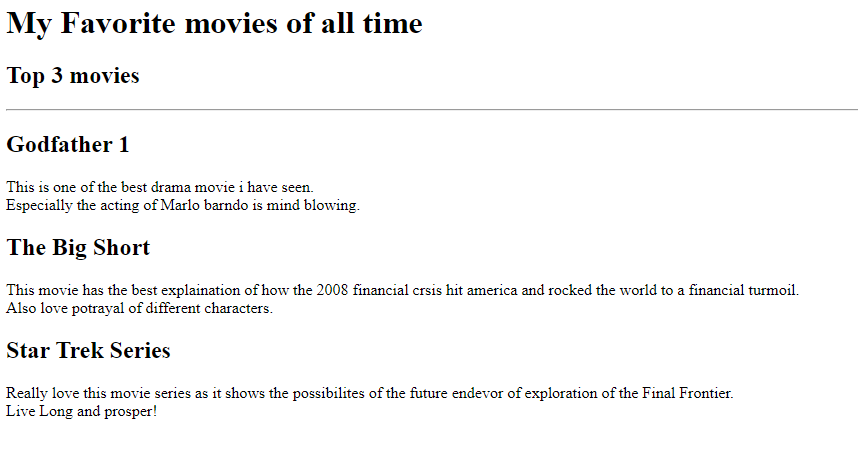 My Favorite movies of all time
Top 3 movies
Godfather 1
This is one of the best drama movie i have seen.
Especially the acting of Marlo barndo is mind blowing.
The Big Short
This movie has the best explaination of how the 2008 financial crsis hit america and rocked the world to a financial turmoil.
Also love potrayal of different characters.
Star Trek Series
Really love this movie series as it shows the possibilites of the future endevor of exploration of the Final Frontier.
Live Long and prosper!